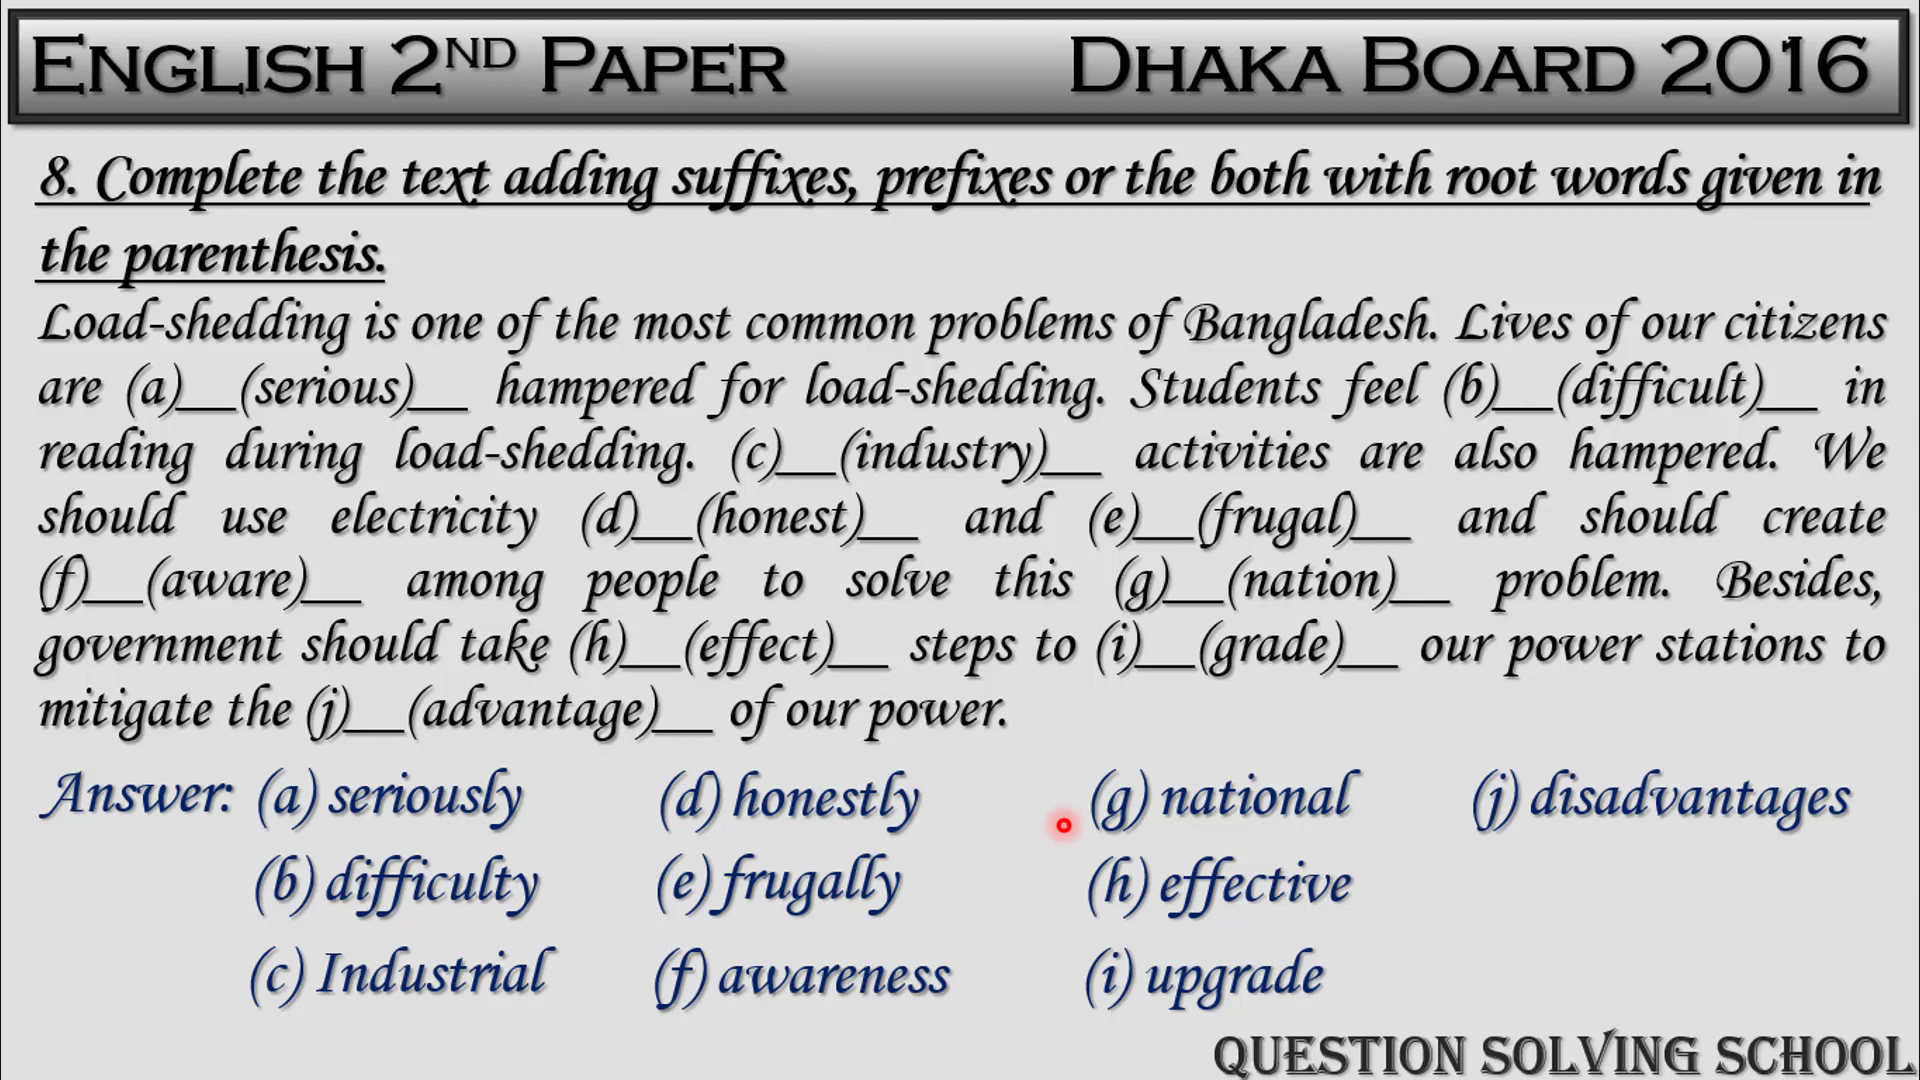 ENGLISH 2ND PAPER DHAKA BOARD 2016
8. Complete the text adding suffixes, prefixes or the both with root words given in
the parenthesis.
Load-shedding is one of the most common problems of Bangladesh. Lives of our citizens
are (a)__(serious)__ hampered for load-shedding. Students feel (b)__(difficult)__ in
reading during load-shedding. (c)__(industry)__ activities are also hampered. We
should use electricity (d)__(honest)__ and (e)__(frugal)__ and should create
(f)__(aware)__ among people to solve this (g)__(nation)__ problem. Besides,
government should take (h)__(effect)__ steps to (i)__(grade)__ our power stations to
mitigate the (j)__(advantage)__ of our power.
Answer: (a) seriously (d) honestly (g) national (j) disadvantages
(b) difficulty (e) frugally (h) effective
(c) Industrial (f) awareness (i) upgrade
QUESTION SOLVING SCHOOL